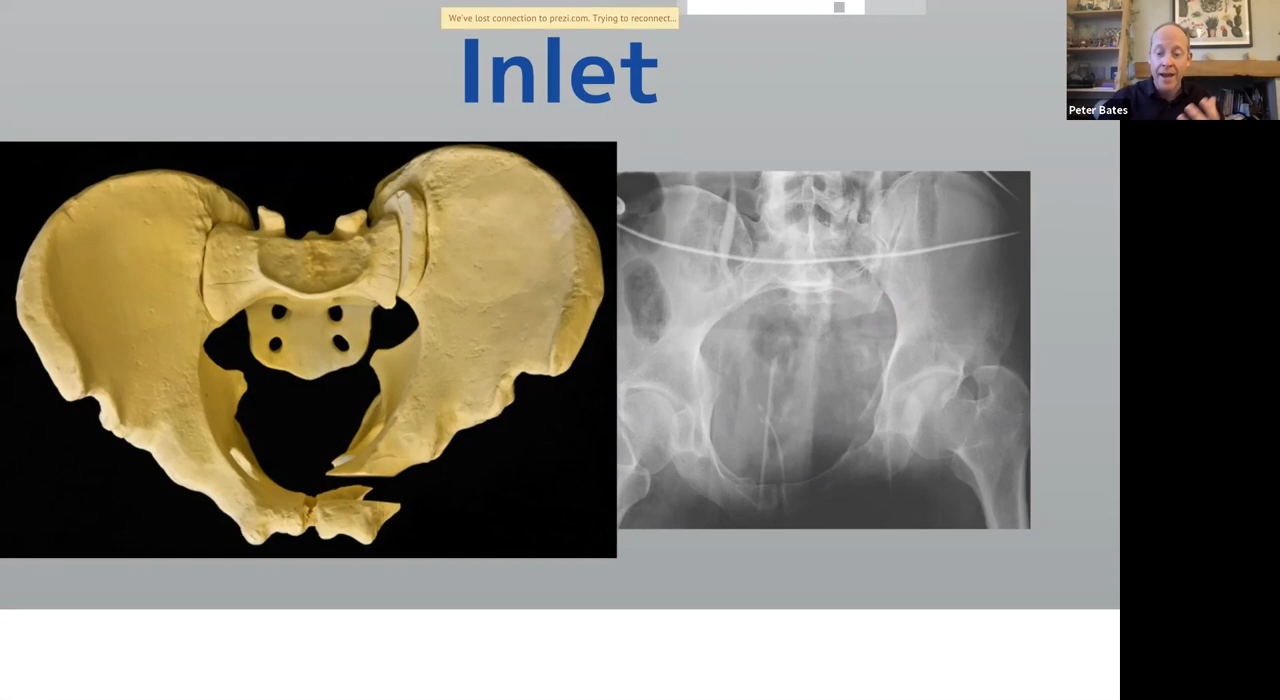 We've lost connection to prezi.com. Trying to reconnect...
Inlet
Peter Bates